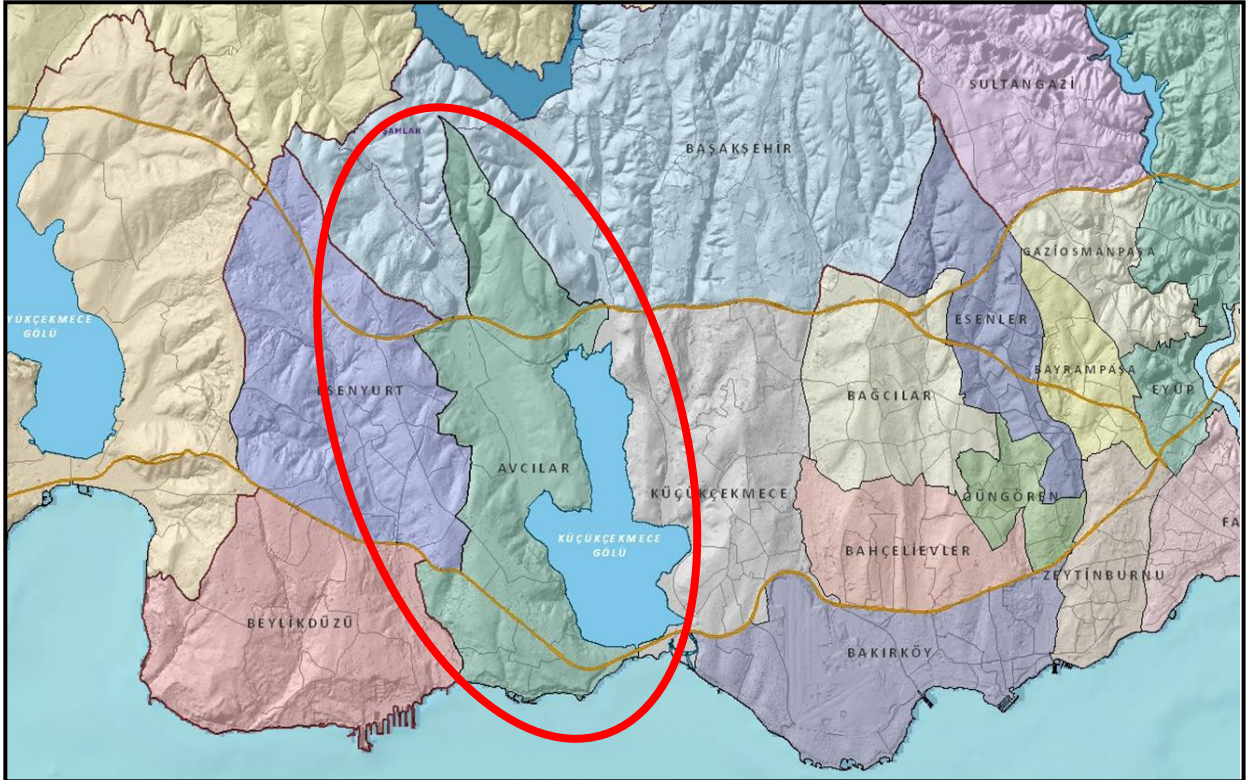 SULTANGAZİ
ŞAMLAR
BAŞAKŞEHİR
GAZİOSMANPAŞA
YÜKÇEKMECE
GÖLÜ
ESENLER
BAYRAMPAŞA
ESENYURT
BAĞCILAR
EYÜP
AVCILAR
KÜÇÜKÇEKMECE
GÜNGÖREN
FA
KÜÇÜKÇEKMECE
GÖLÜ
BAHÇELİEVLER
ZEYTİNBURNU
BEYLİKDÜZÜ
BAKIRKÖY